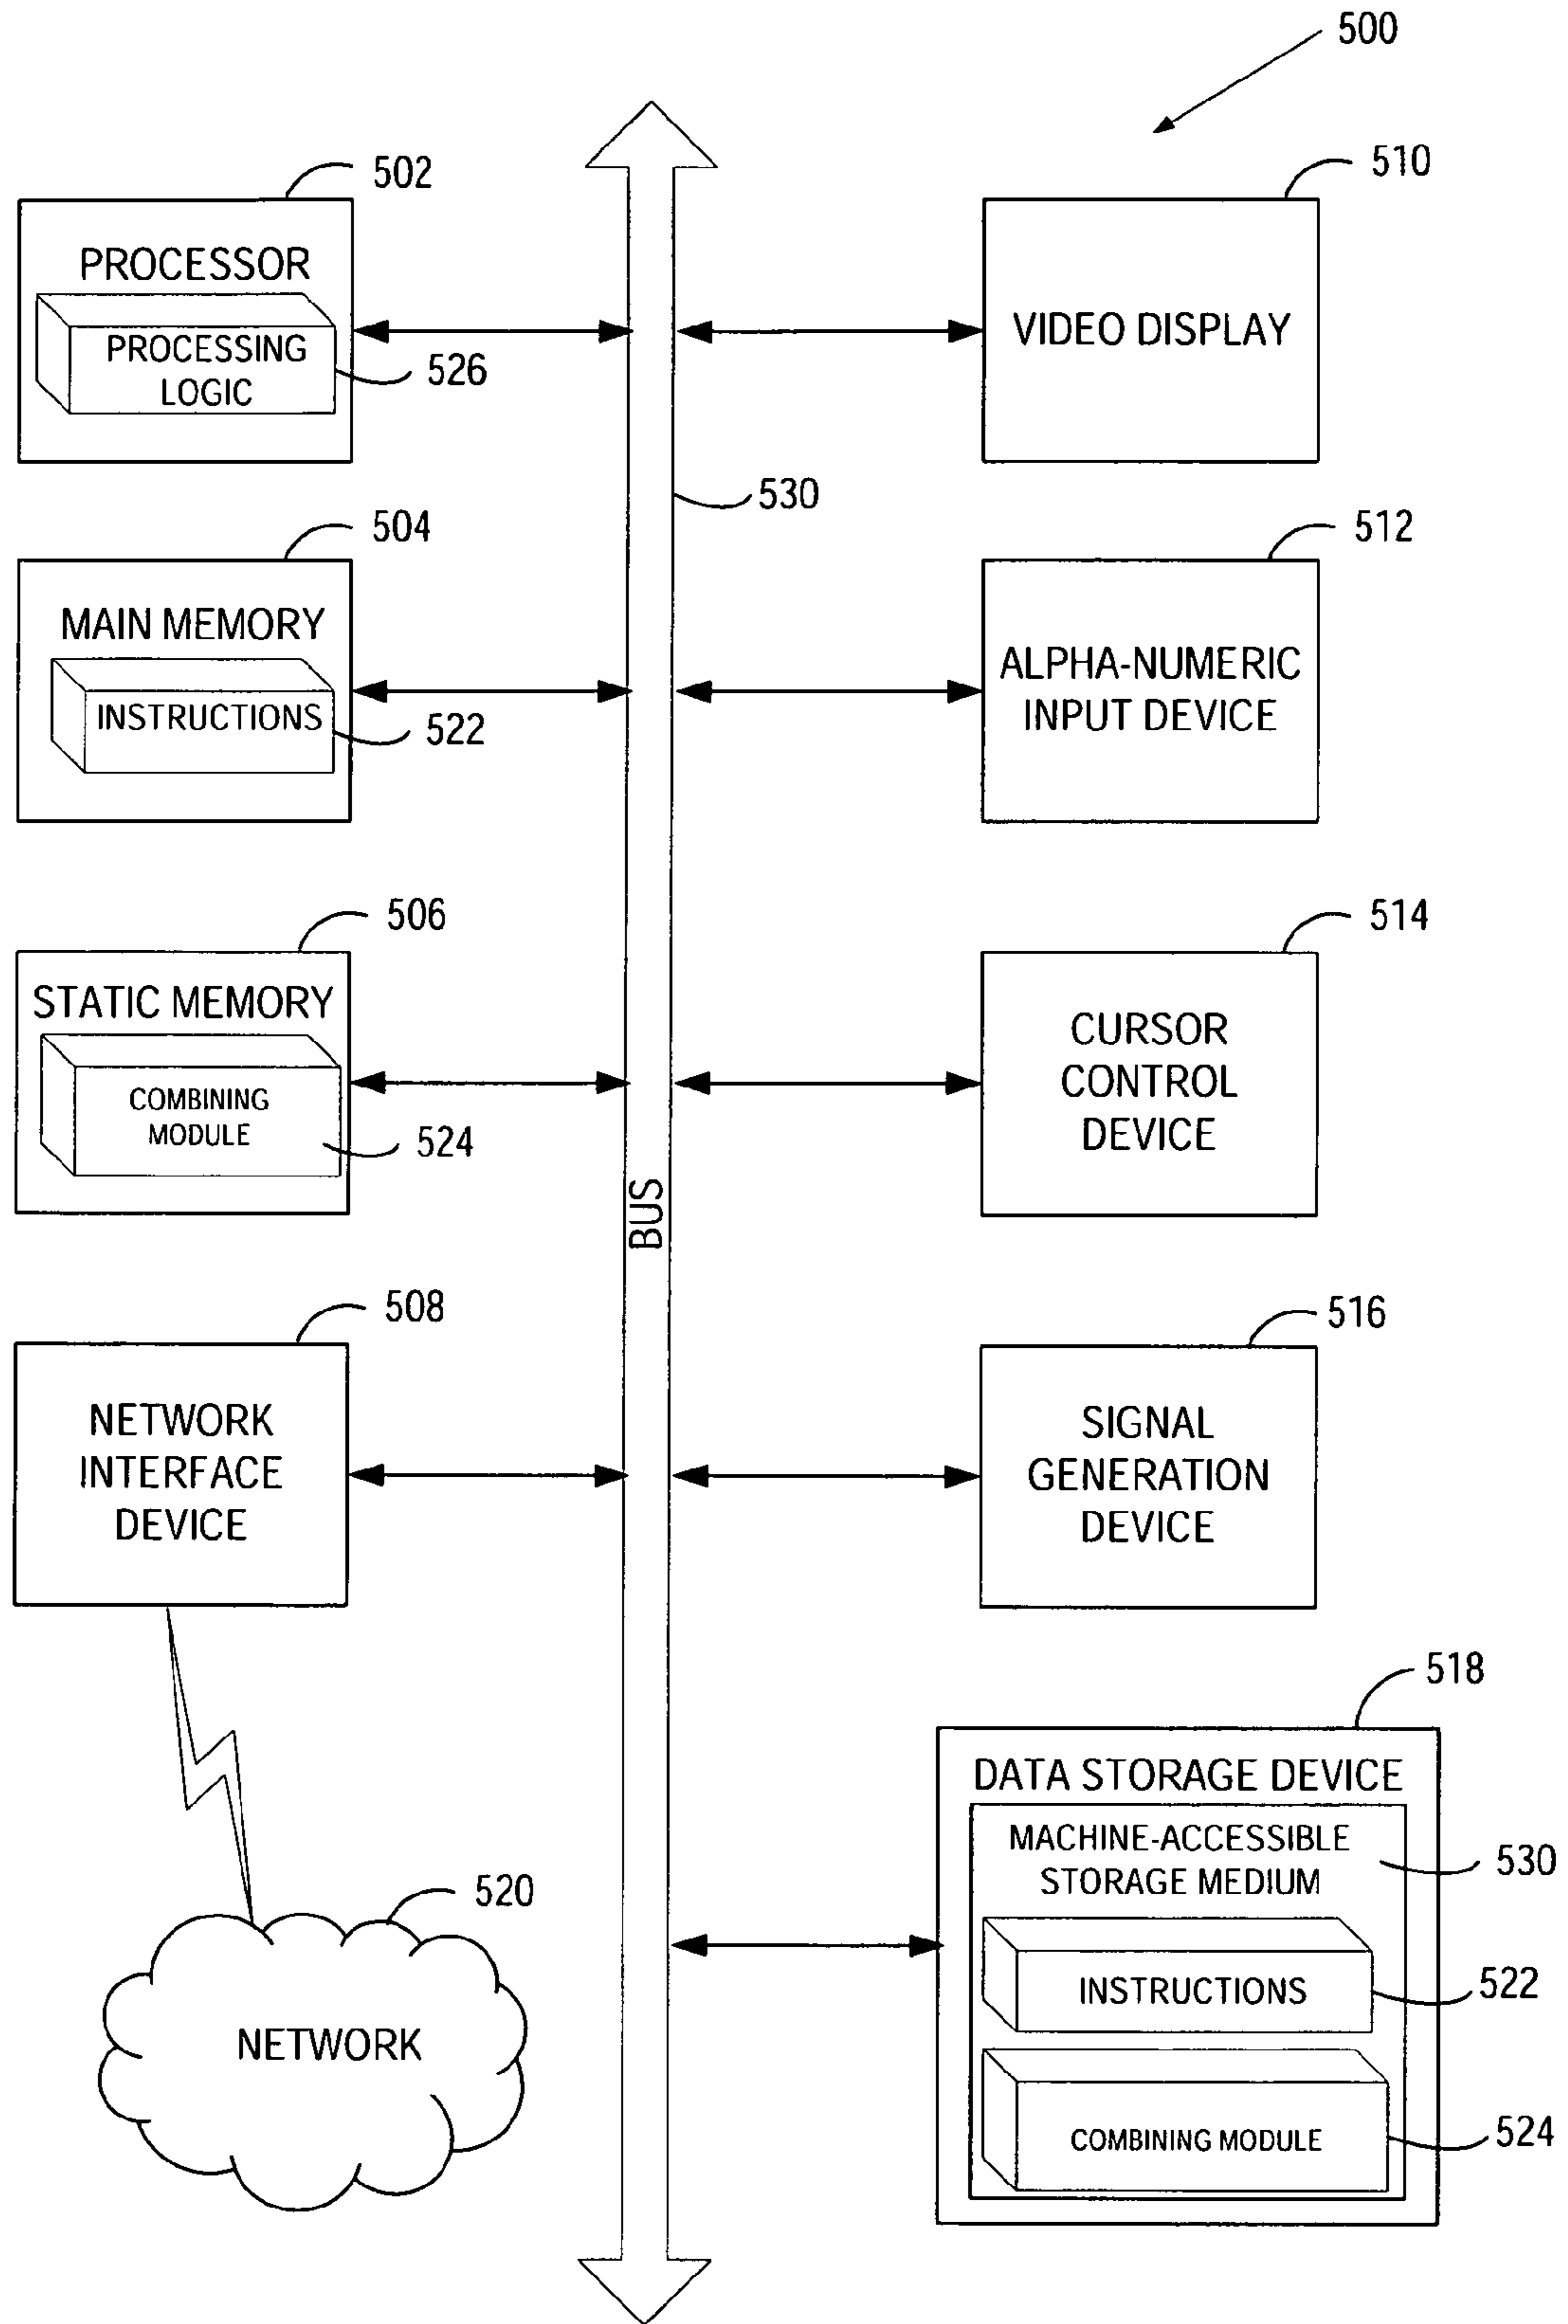 500
502
PROCESSOR
PROCESSING
LOGIC
526
504
MAIN MEMORY
INSTRUCTIONS
522
506
STATIC MEMORY
COMBINING
MODULE
524
508
NETWORK
INTERFACE
DEVICE
520
NETWORK
530
BUS
510
VIDEO DISPLAY
512
ALPHA-NUMERIC
INPUT DEVICE
514
CURSOR
CONTROL
DEVICE
516
SIGNAL
GENERATION
DEVICE
518
DATA STORAGE DEVICE
MACHINE-ACCESSIBLE
STORAGE MEDIUM
530
INSTRUCTIONS
522
COMBINING MODULE
524